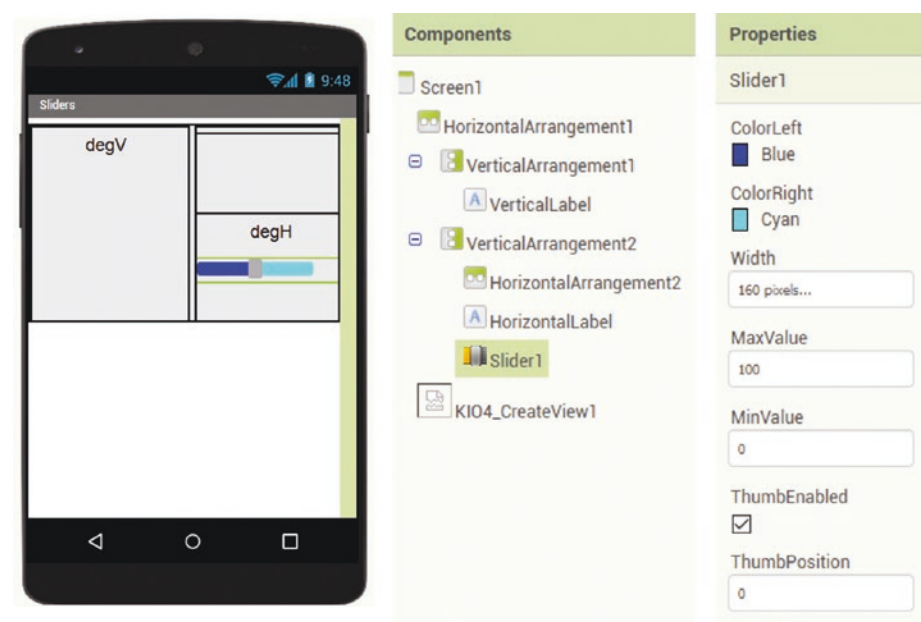 9:48
Sliders
degV
degH
Components
Screen1
HorizontalArrangement1
VerticalArrangement1
A VerticalLabel
VerticalArrangement2
HorizontalArrangement2
A HorizontalLabel
Slider1
KIO4_CreateView1
Properties
Slider1
ColorLeft
Blue
ColorRight
Cyan
Width
160 pixels...
MaxValue
100
MinValue
0
ThumbEnabled
ThumbPosition
0